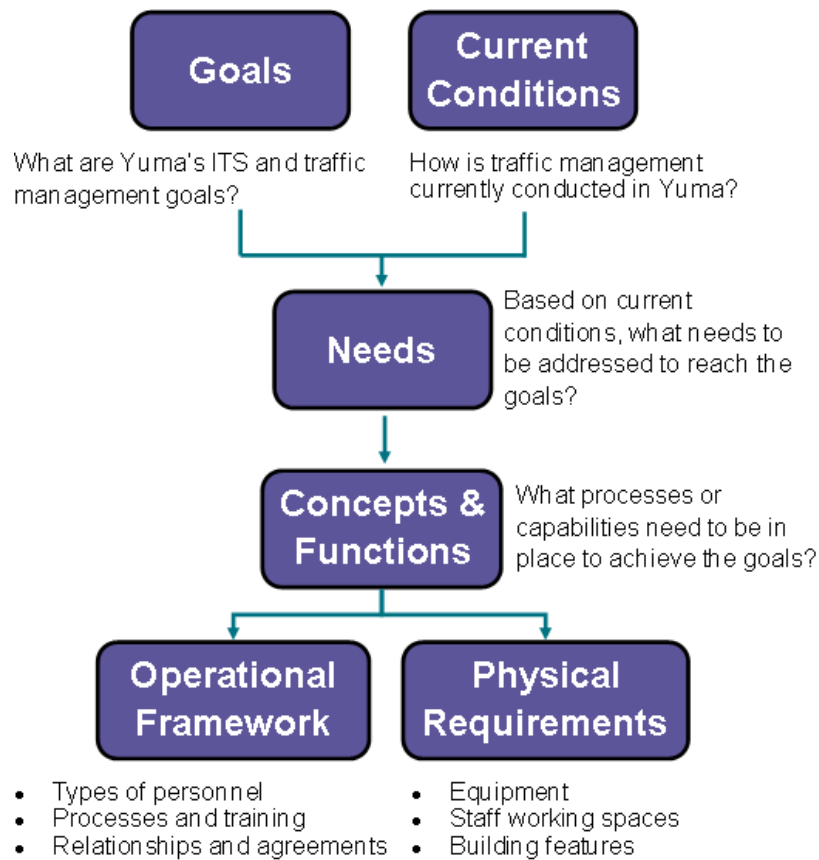 Goals
Current
Conditions
What are Yuma's ITS and traffic
management goals?
How is traffic management
currently conducted in Yuma?
Needs
Based on current
conditions, what needs to
be addressed to reach the
goals?
Concepts &
Functions
What processes or
capabilities need to be in
place to achieve the goals?
Operational
Framework
Physical
Requirements
• Types of personnel
• Processes and training
• Relationships and agreements
• Equipment
• Staff working spaces
• Building features